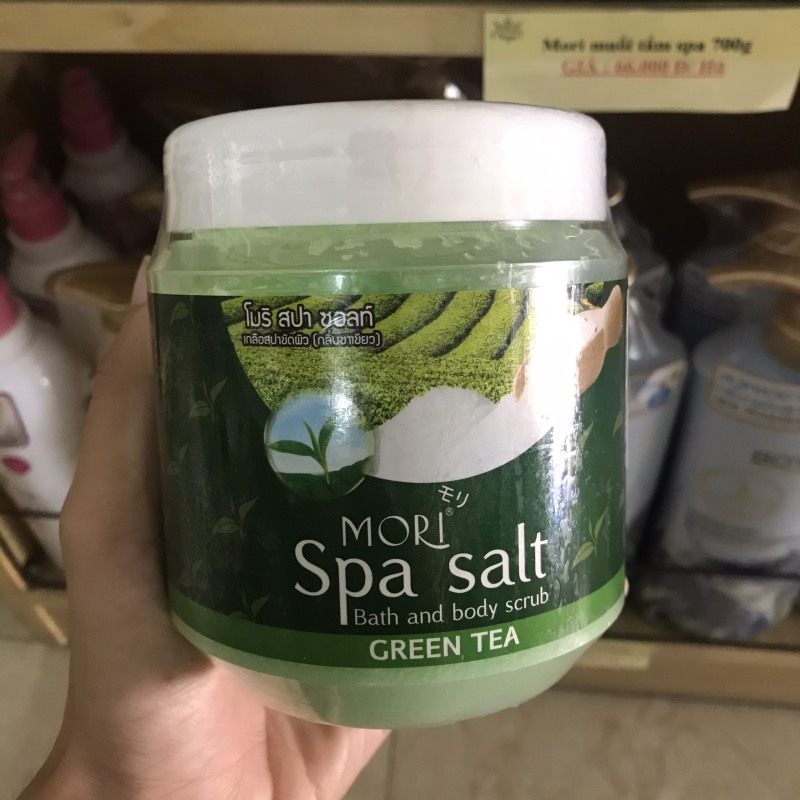 Mori muối tắm spa 700g
GIÁ : 66.000 Đ/ Hủ
โมริ สปา ซอลท์
เกลือสปาขัดผิว (กลิ่นชาเขียว)
モリ
MORI®
Spa salt
Bath and body scrub
GREEN TEA